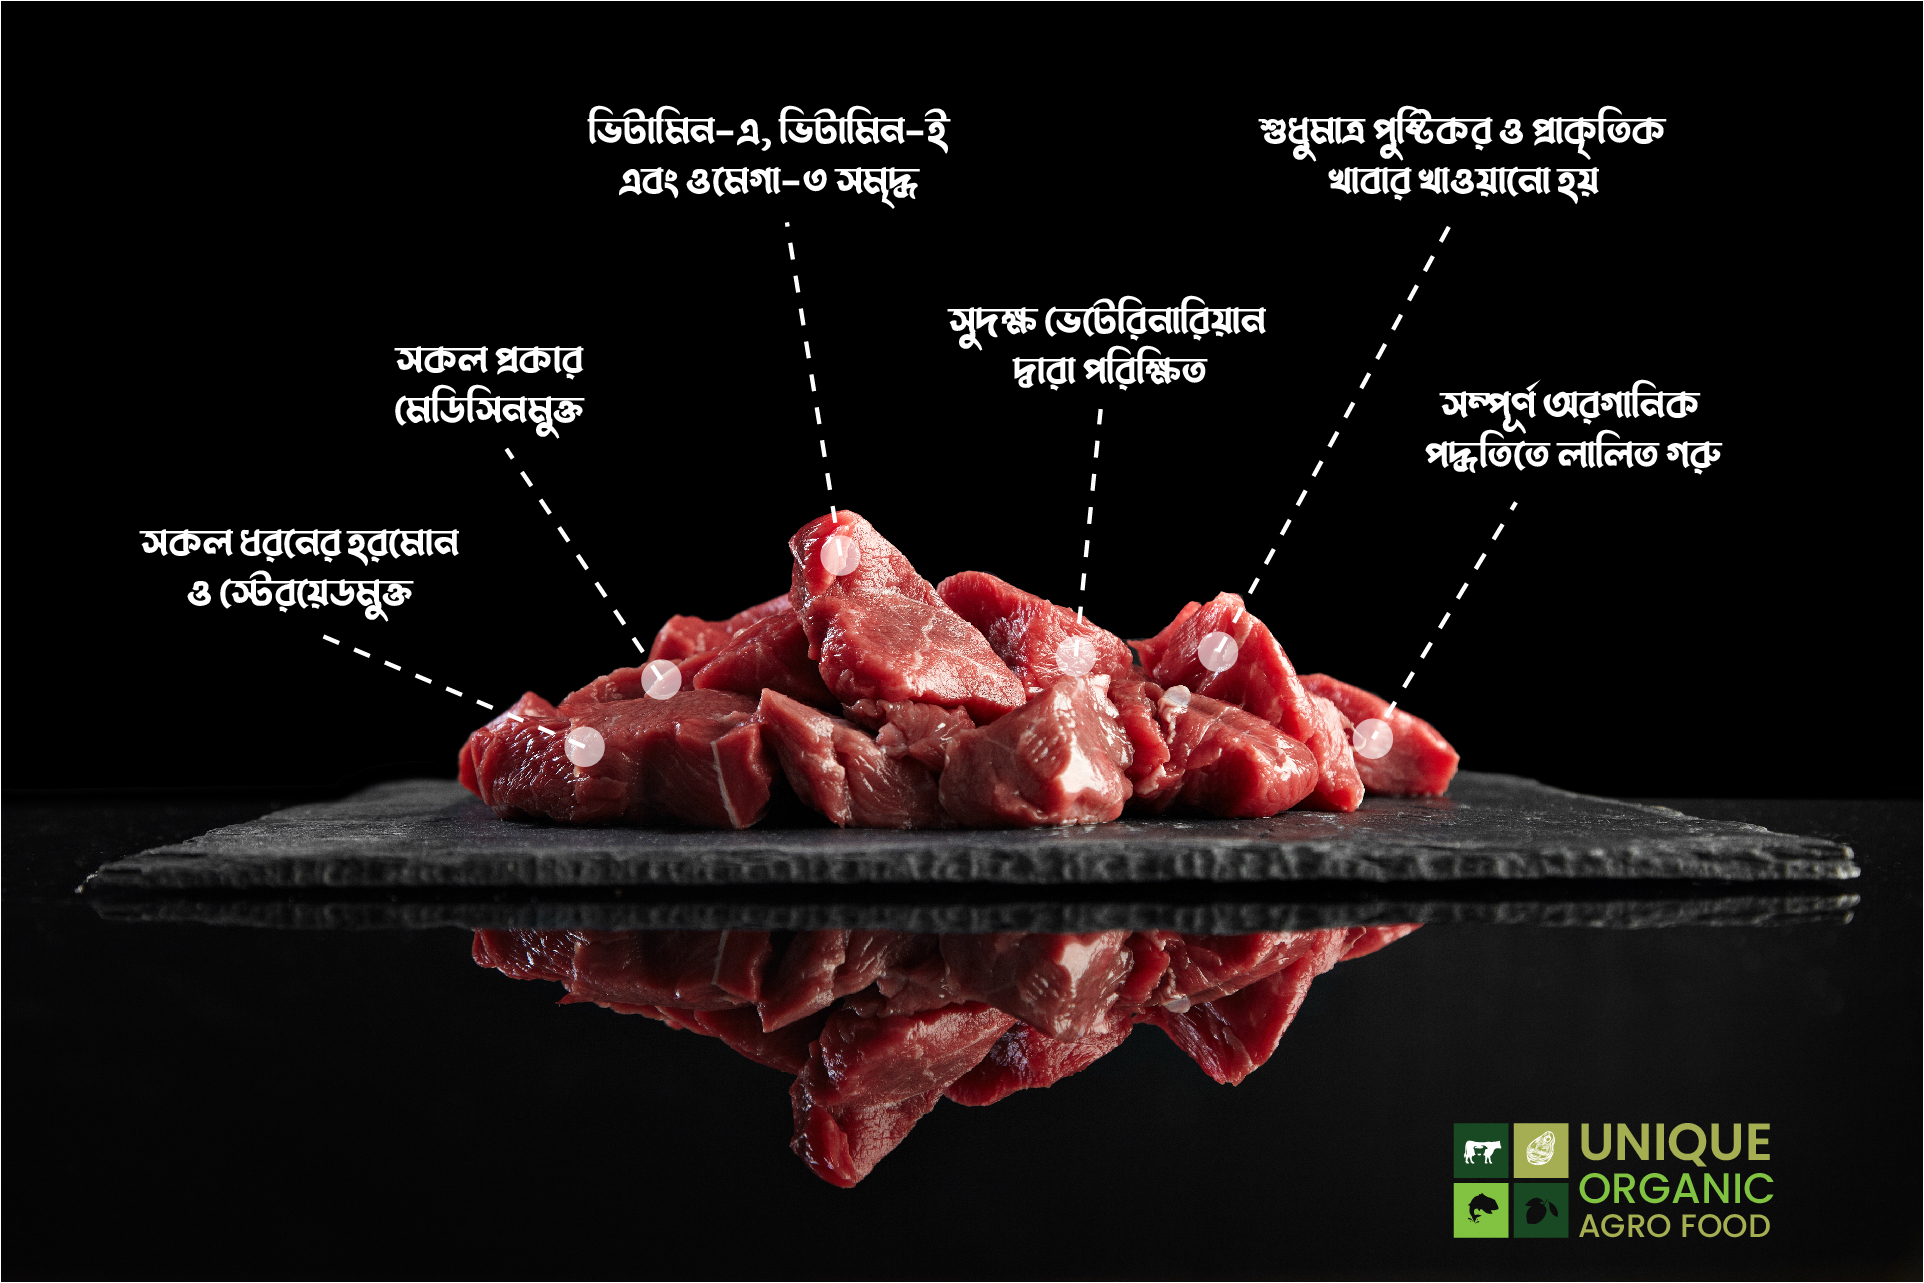 ভিটামিন-এ, ভিটামিন-ই
এবং ওমেগা-৩ সমৃদ্ধ
শুধুমাত্র পুষ্টিকর ও প্রাকৃতিক
খাবার খাওয়ানো হয়
সুদক্ষ ভেটেরিনারিয়ান
দ্বারা পরিক্ষিত
সকল প্রকার
মেডিসিনমুক্ত
সম্পূর্ণ অরগানিক
পদ্ধতিতে লালিত গরু
সকল ধরনের হরমোন
ও স্টেরয়েডমুক্ত
UNIQUE
ORGANIC
AGRO FOOD